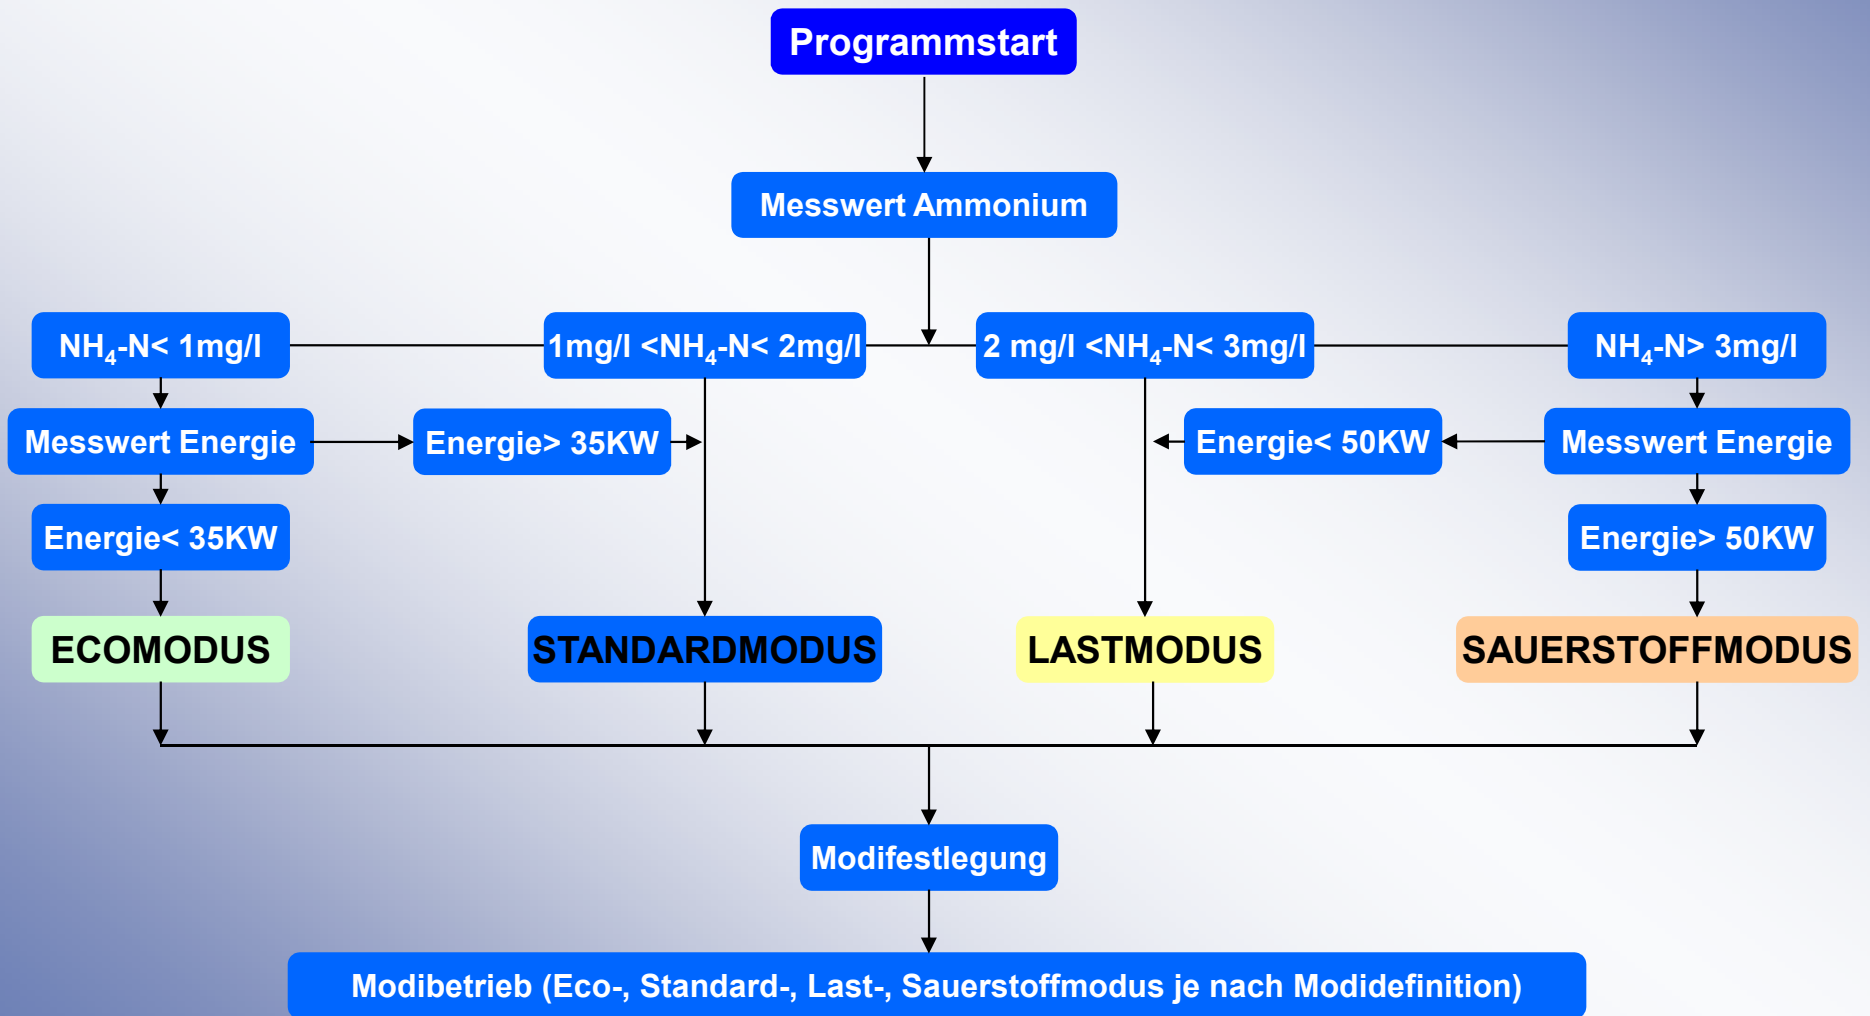 Programmstart
Messwert Ammonium
NH₄-N< 1mg/l
1mg/l <NH₄-N< 2mg/l
2 mg/l <NH₄-N< 3mg/l
NH₄-N> 3mg/l
Messwert Energie
Energie> 35KW
Energie< 50KW
Messwert Energie
Energie< 35KW
Energie> 50KW
ECOMODUS
STANDARDMODUS
LASTMODUS
SAUERSTOFFMODUS
Modifestlegung
Modibetrieb (Eco-, Standard-, Last-, Sauerstoffmodus je nach Modidefinition)